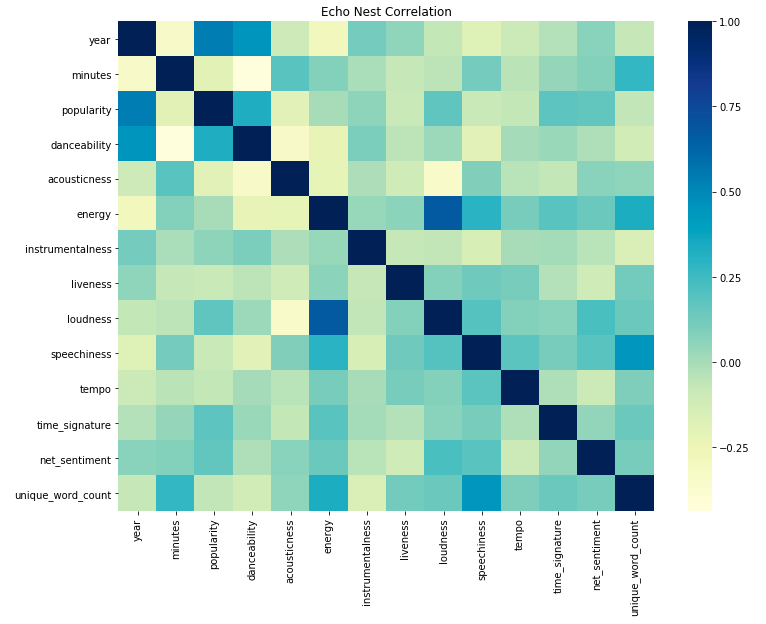 Echo Nest Correlation
year
minutes
popularity
danceability
acousticness
energy
instrumentalness
liveness
loudness
speechiness
tempo
time_signature
net_sentiment
unique_word_count
year
minutes
popularity
danceability
acousticness
energy
instrumentalness
liveness
loudness
speechiness
tempo
time_signature
net_sentiment
unique_word_count
1.00
0.75
0.50
0.25
0.00
−0.25